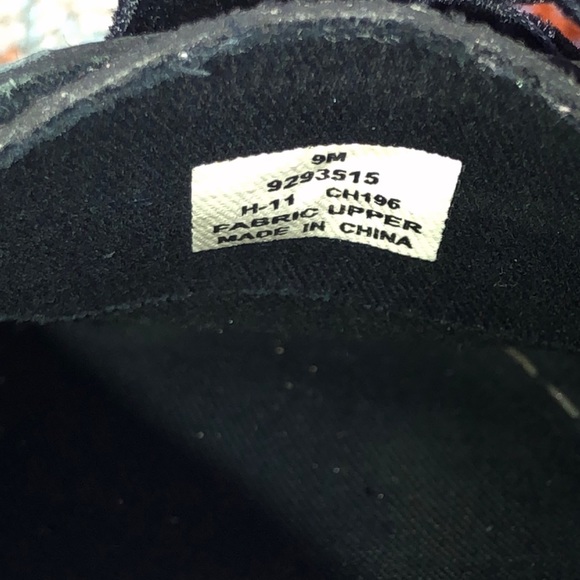 9M
9293515
H-11 CH196
FABRIC UPPER
MADE IN CHINA